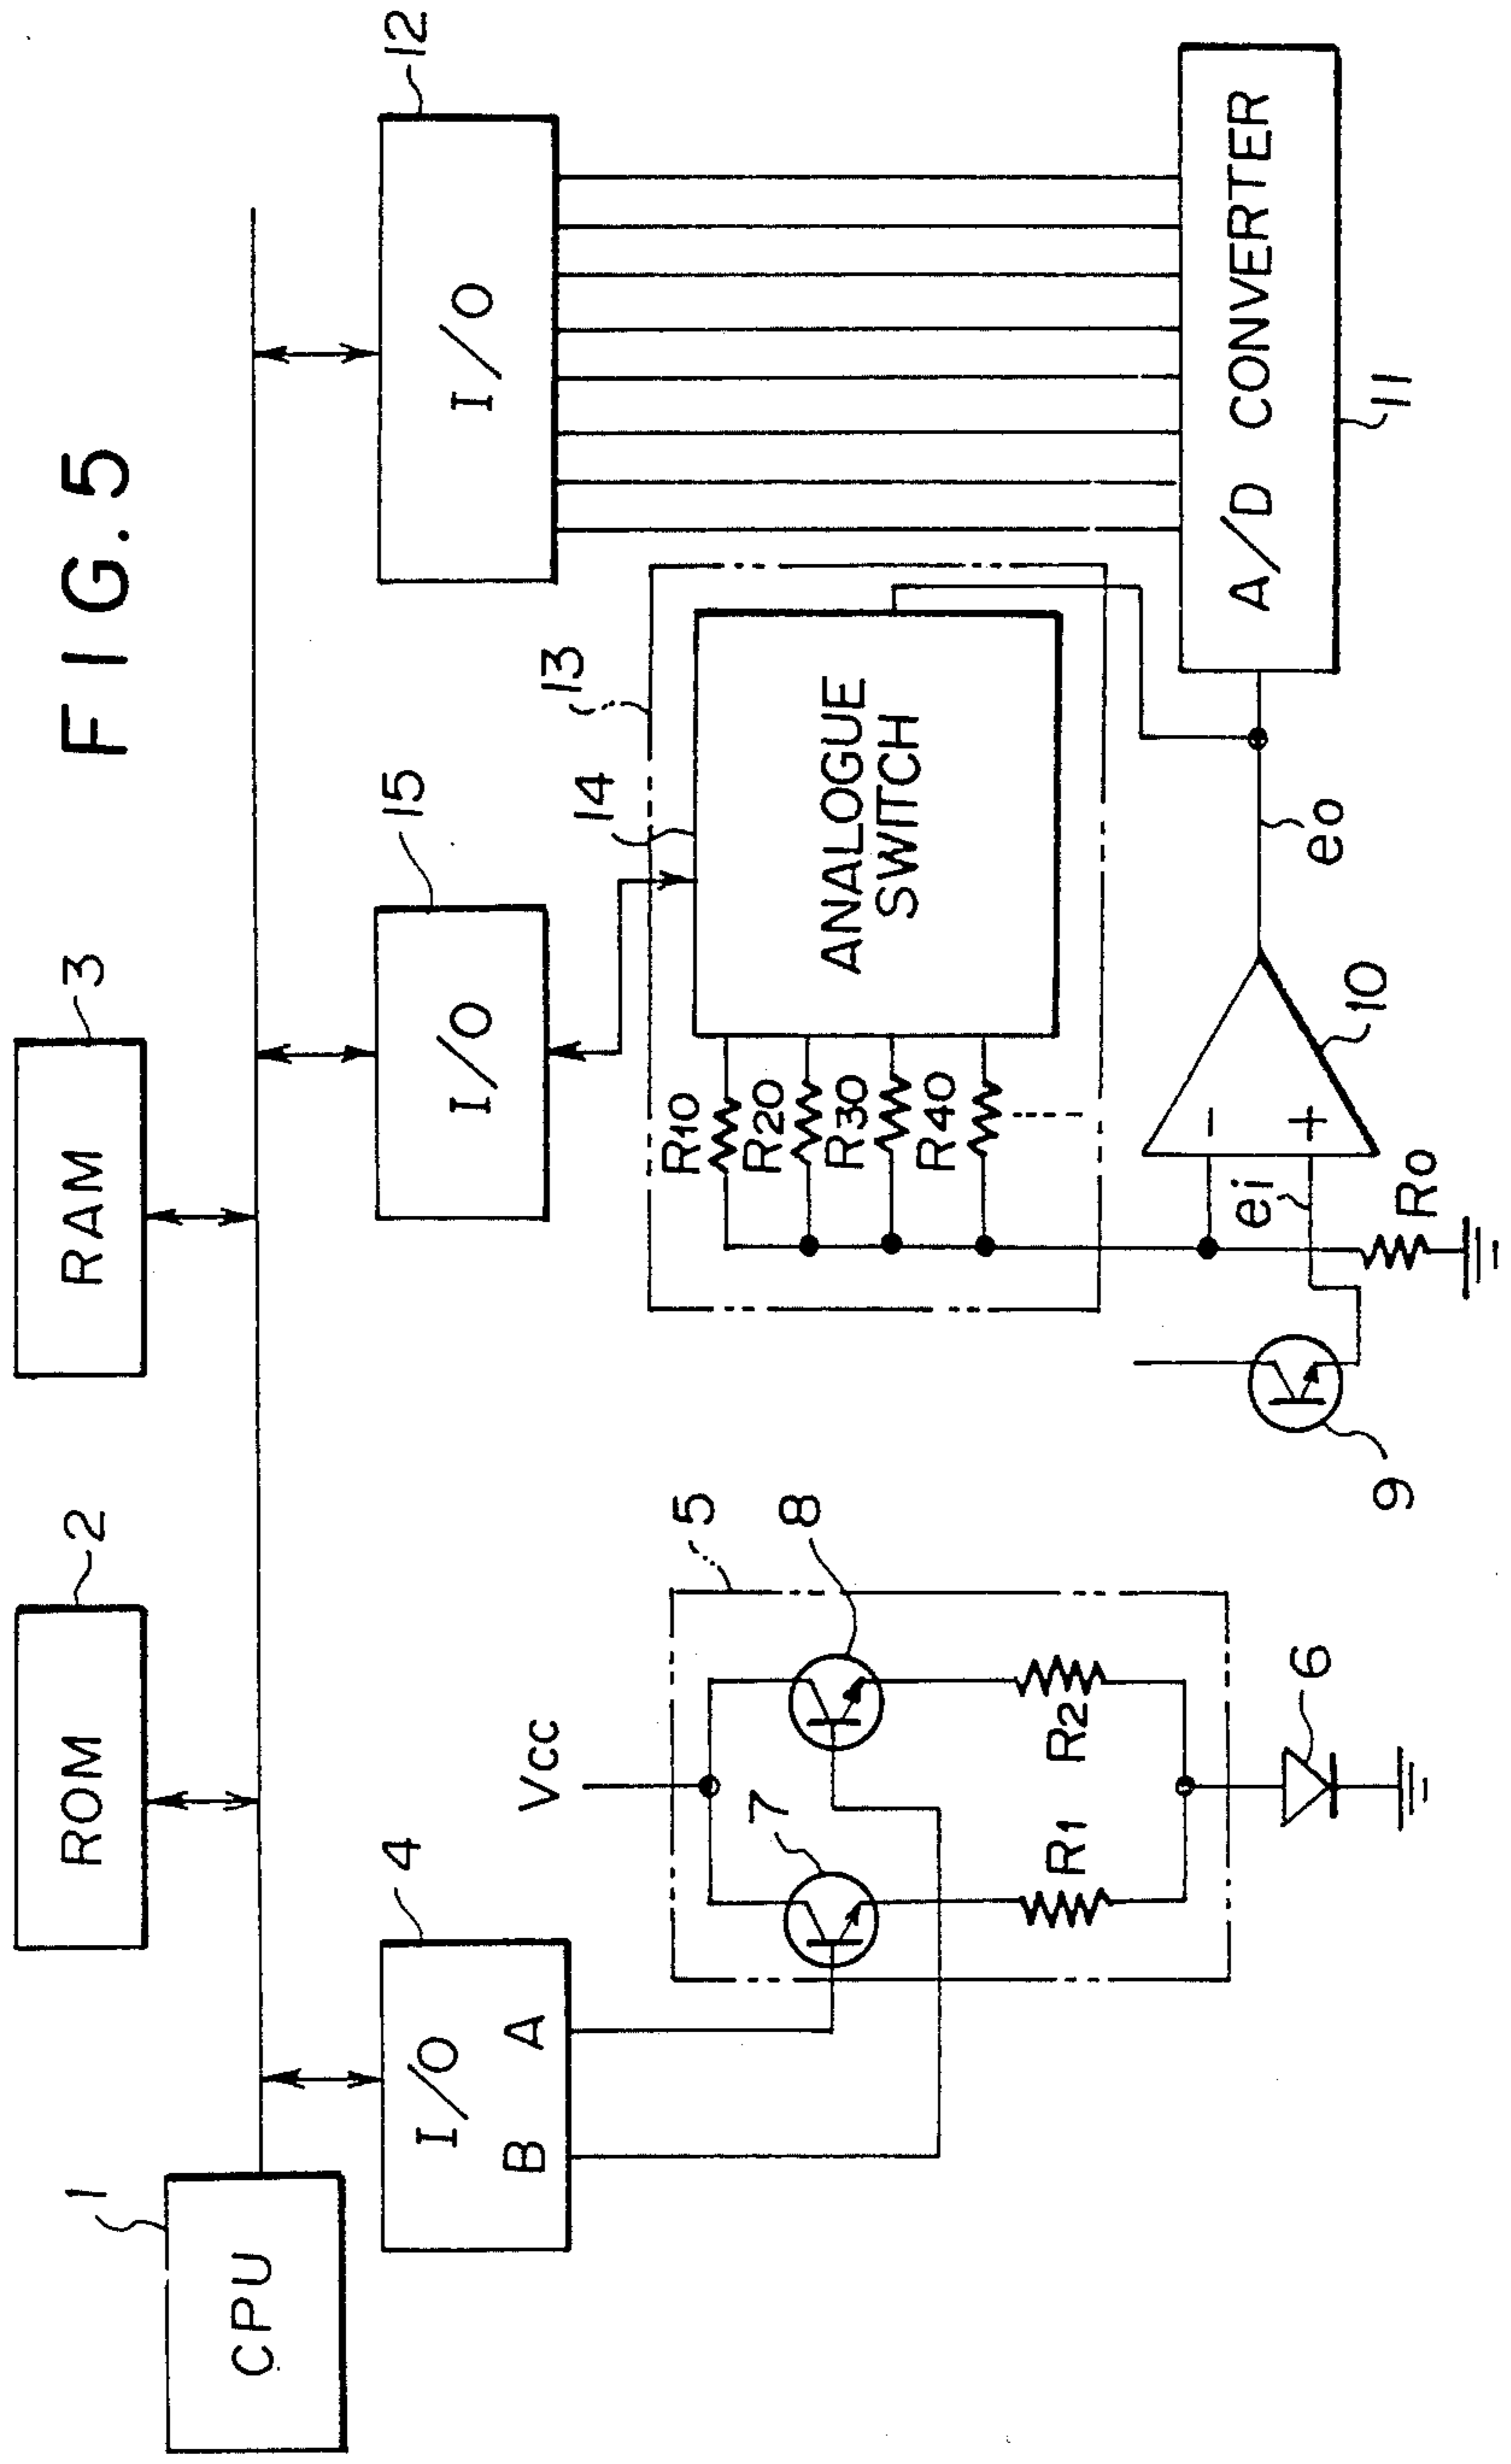 FIG. 5
CPU
1
ROM
2
RAM
3
I/O
A
B
4
I/O
15
I/O
12
Vcc
5
7
8
R1
R2
6
13
14
ANALOGUE
SWITCH
R10
R20
R30
R40
9
ei
-
+
Ro
10
eo
A/D CONVERTER
11